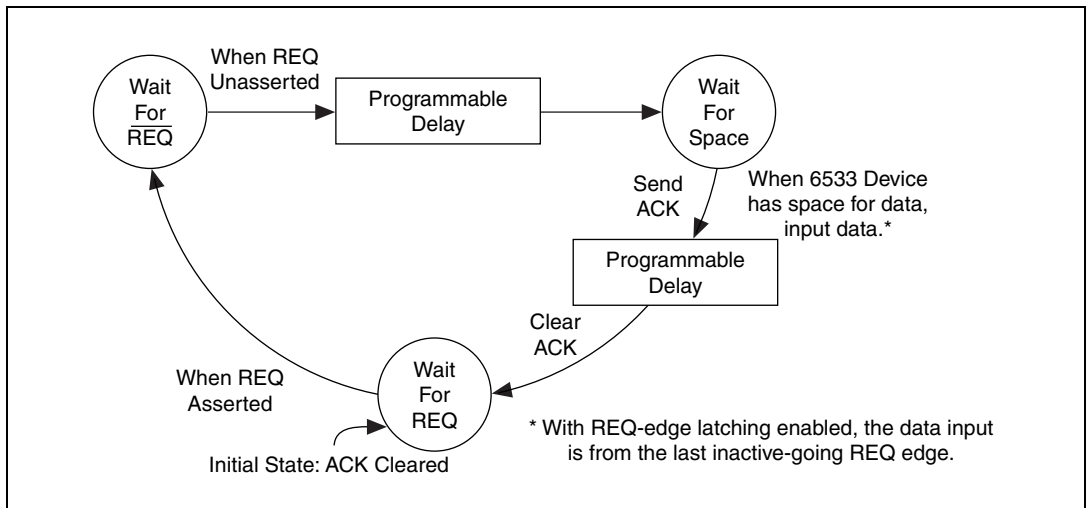 When REQ
Unasserted
Wait
For
REQ
Programmable
Delay
Wait
For
Space
Send
ACK
When 6533 Device
has space for data,
input data.*
Programmable
Delay
Clear
ACK
Wait
For
REQ
When REQ
Asserted
Initial State: ACK Cleared
* With REQ-edge latching enabled, the data input
is from the last inactive-going REQ edge.